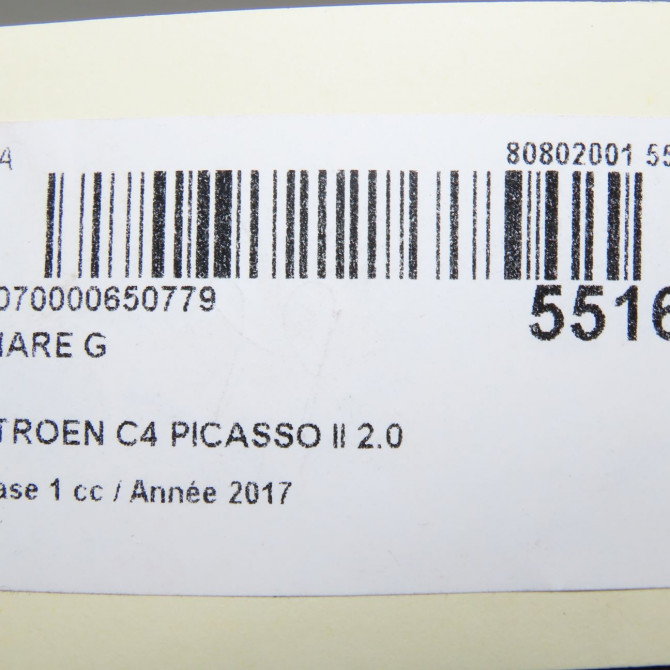 A 80802001 55
070000650779
5516
HARE G
TROEN C4 PICASSO II 2.0
ase 1 cc / Année 2017